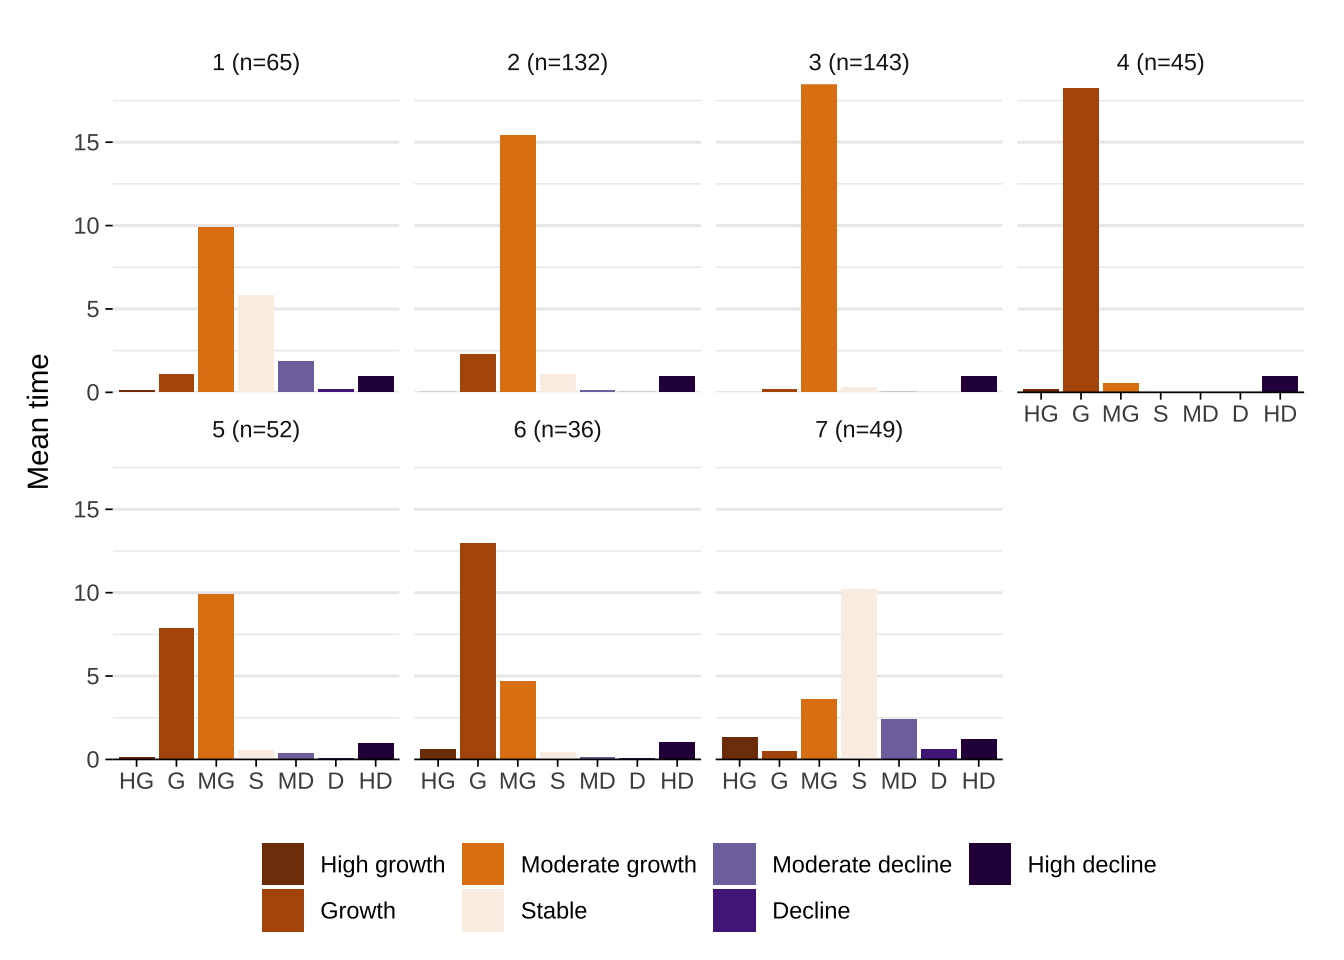 1 (n=65) 2 (n=132) 3 (n=143) 4 (n=45)
15
10
5
0
HG G MG S MD D HD
Mean time
5 (n=52) 6 (n=36) 7 (n=49)
15
10
5
0
HG G MG S MD D HD HG G MG S MD D HD HG G MG S MD D HD
High growth Moderate growth Moderate decline High decline
Growth Stable Decline